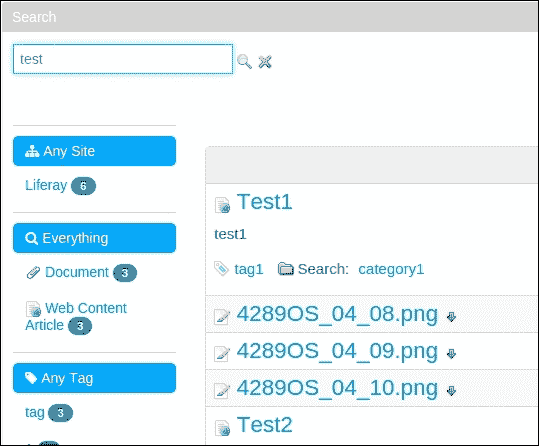 Search
test
Any Site
Liferay 6
Everything
Document 3
Web Content
Article 3
Any Tag
tag 3
Test1
test1
tag1 Search: category1
4289OS_04_08.png
4289OS_04_09.png
4289OS_04_10.png
Test2